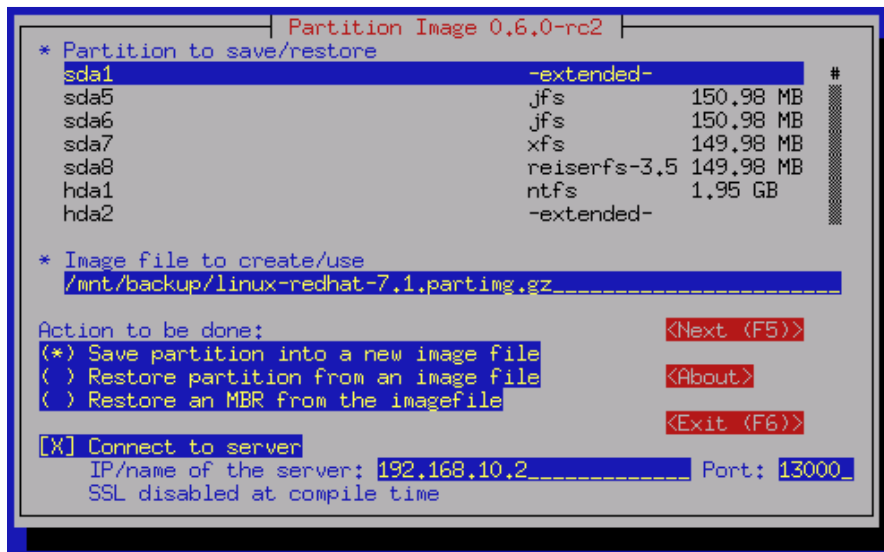 Partition Image 0.6.0-rc2
* Partition to save/restore
sda1 -extended- #
sda5 jfs 150.98 MB
sda6 jfs 150.98 MB
sda7 xfs 149.98 MB
sda8 reiserfs-3.5 149.98 MB
hda1 ntfs 1.95 GB
hda2 -extended-
* Image file to create/use
/mnt/backup/linux-redhat-7.1.partimg.gz_______________________
Action to be done: <Next (F5)>
(*) Save partition into a new image file
( ) Restore partition from an image file <About>
( ) Restore an MBR from the imagefile
<Exit (F6)>
[X] Connect to server
IP/name of the server: 192.168.10.2_____________ Port: 13000_
SSL disabled at compile time